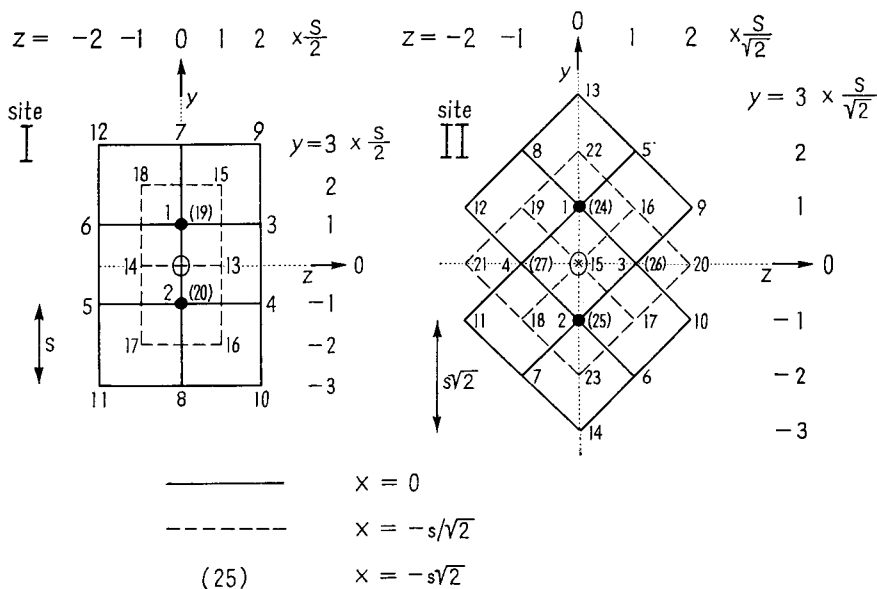 z = -2 -1 0 1 2 × s/2
y
site
I
12 7 9
y = 3 × s/2
18 15 2
6 1 (19) 3 1
14 13 z 0
5 2 (20) 4 -1
17 16 -2
s
11 8 10 -3
z = -2 -1 0 1 2 × s/√2
y
13
y = 3 × s/√2
site
II
8 22 5 2
12 19 1 (24) 16 9 1
21 4 (27) 15 3 (26) 20 z 0
11 18 2 (25) 17 10 -1
s√2
7 23 6 -2
14 -3
x = 0
x = -s/√2
(25) x = -s√2